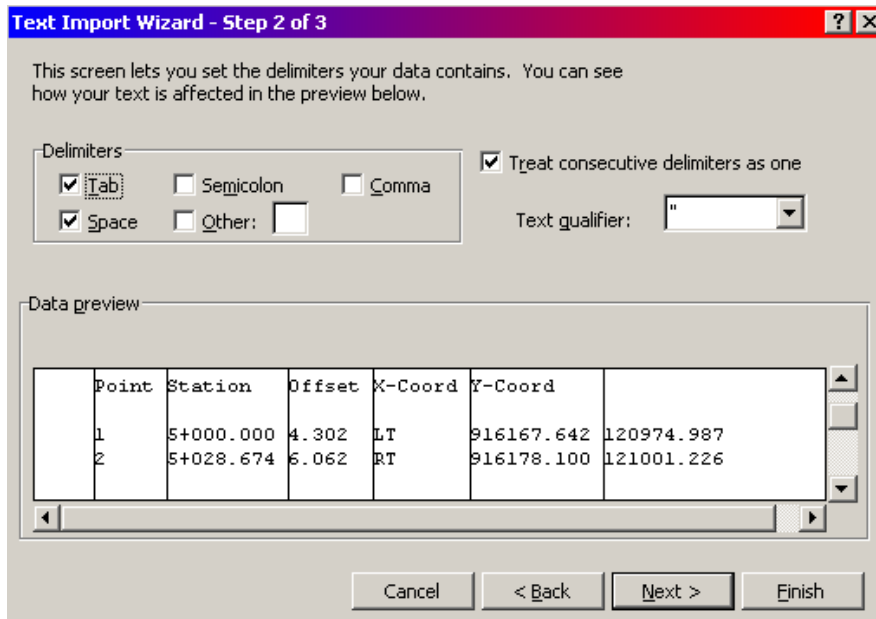 Text Import Wizard - Step 2 of 3
This screen lets you set the delimiters your data contains. You can see
how your text is affected in the preview below.
Delimiters
Tab Semicolon Comma
Space Other:
Treat consecutive delimiters as one
Text qualifier: "
Data preview
Point Station Offset X-Coord Y-Coord
1 5+000.000 4.302 LT 916167.642 120974.987
2 5+028.674 6.062 RT 916178.100 121001.226
Cancel < Back Next > Finish